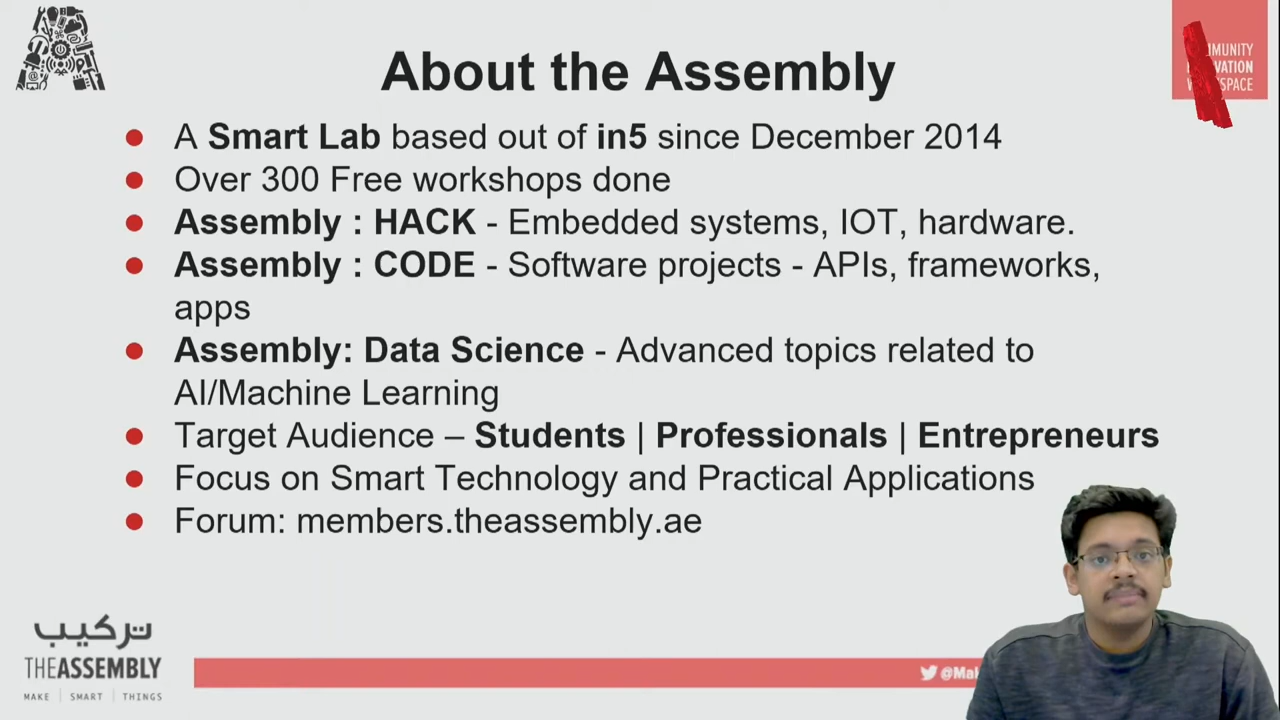 About the Assembly
A Smart Lab based out of in5 since December 2014
Over 300 Free workshops done
Assembly : HACK - Embedded systems, IOT, hardware.
Assembly : CODE - Software projects - APIs, frameworks,
apps
Assembly: Data Science - Advanced topics related to
AI/Machine Learning
Target Audience – Students | Professionals | Entrepreneurs
Focus on Smart Technology and Practical Applications
Forum: members.theassembly.ae
تركيب
THEASSEMBLY
MAKE | SMART | THINGS